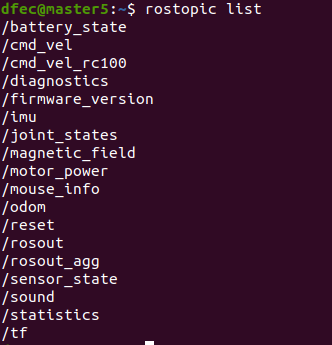 dfec@master5:~$ rostopic list
/battery_state
/cmd_vel
/cmd_vel_rc100
/diagnostics
/firmware_version
/imu
/joint_states
/magnetic_field
/motor_power
/mouse_info
/odom
/reset
/rosout
/rosout_agg
/sensor_state
/sound
/statistics
/tf